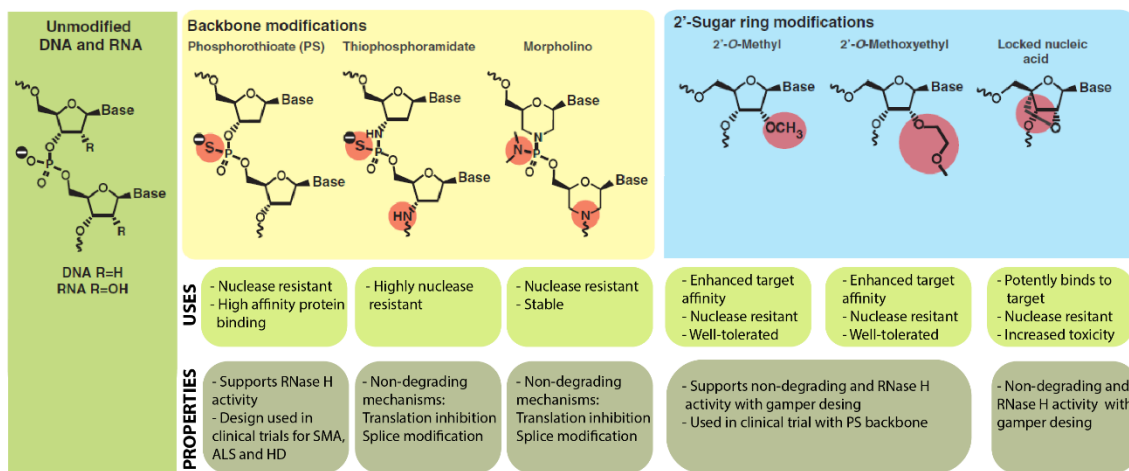 Unmodified
DNA and RNA
Base
O
O
R
O
O
P
O
O
Base
O
O
R
DNA R=H
RNA R=OH
Backbone modifications
Phosphorothioate (PS)
O
O
Base
O
S
P
O
O
O
Base
O
Thiophosphoramidate
O
O
Base
HN
S
P
O
O
O
Base
HN
Morpholino
O
O
Base
N
N
P
O
O
O
Base
N
2'-Sugar ring modifications
2'-O-Methyl
O
O
Base
O
OCH3
2'-O-Methoxyethyl
O
O
Base
O
O
O
Locked nucleic
acid
O
O
Base
O
O
USES
- Nuclease resistant
- High affinity protein
binding
- Highly nuclease
resistant
- Nuclease resistant
- Stable
- Enhanced target
affinity
- Nuclease resitant
- Well-tolerated
- Enhanced target
affinity
- Nuclease resitant
- Well-tolerated
- Potently binds to
target
- Nuclease resitant
- Increased toxicity
PROPERTIES
- Supports RNase H
activity
- Design used in
clinical trials for SMA,
ALS and HD
- Non-degrading
mechanisms:
Translation inhibition
Splice modification
- Non-degrading
mechanisms:
Translation inhibition
Splice modification
- Supports non-degrading and RNase H
activity with gamper desing
- Used in clinical trial with PS backbone
- Non-degrading and
RNase H activity with
gamper desing